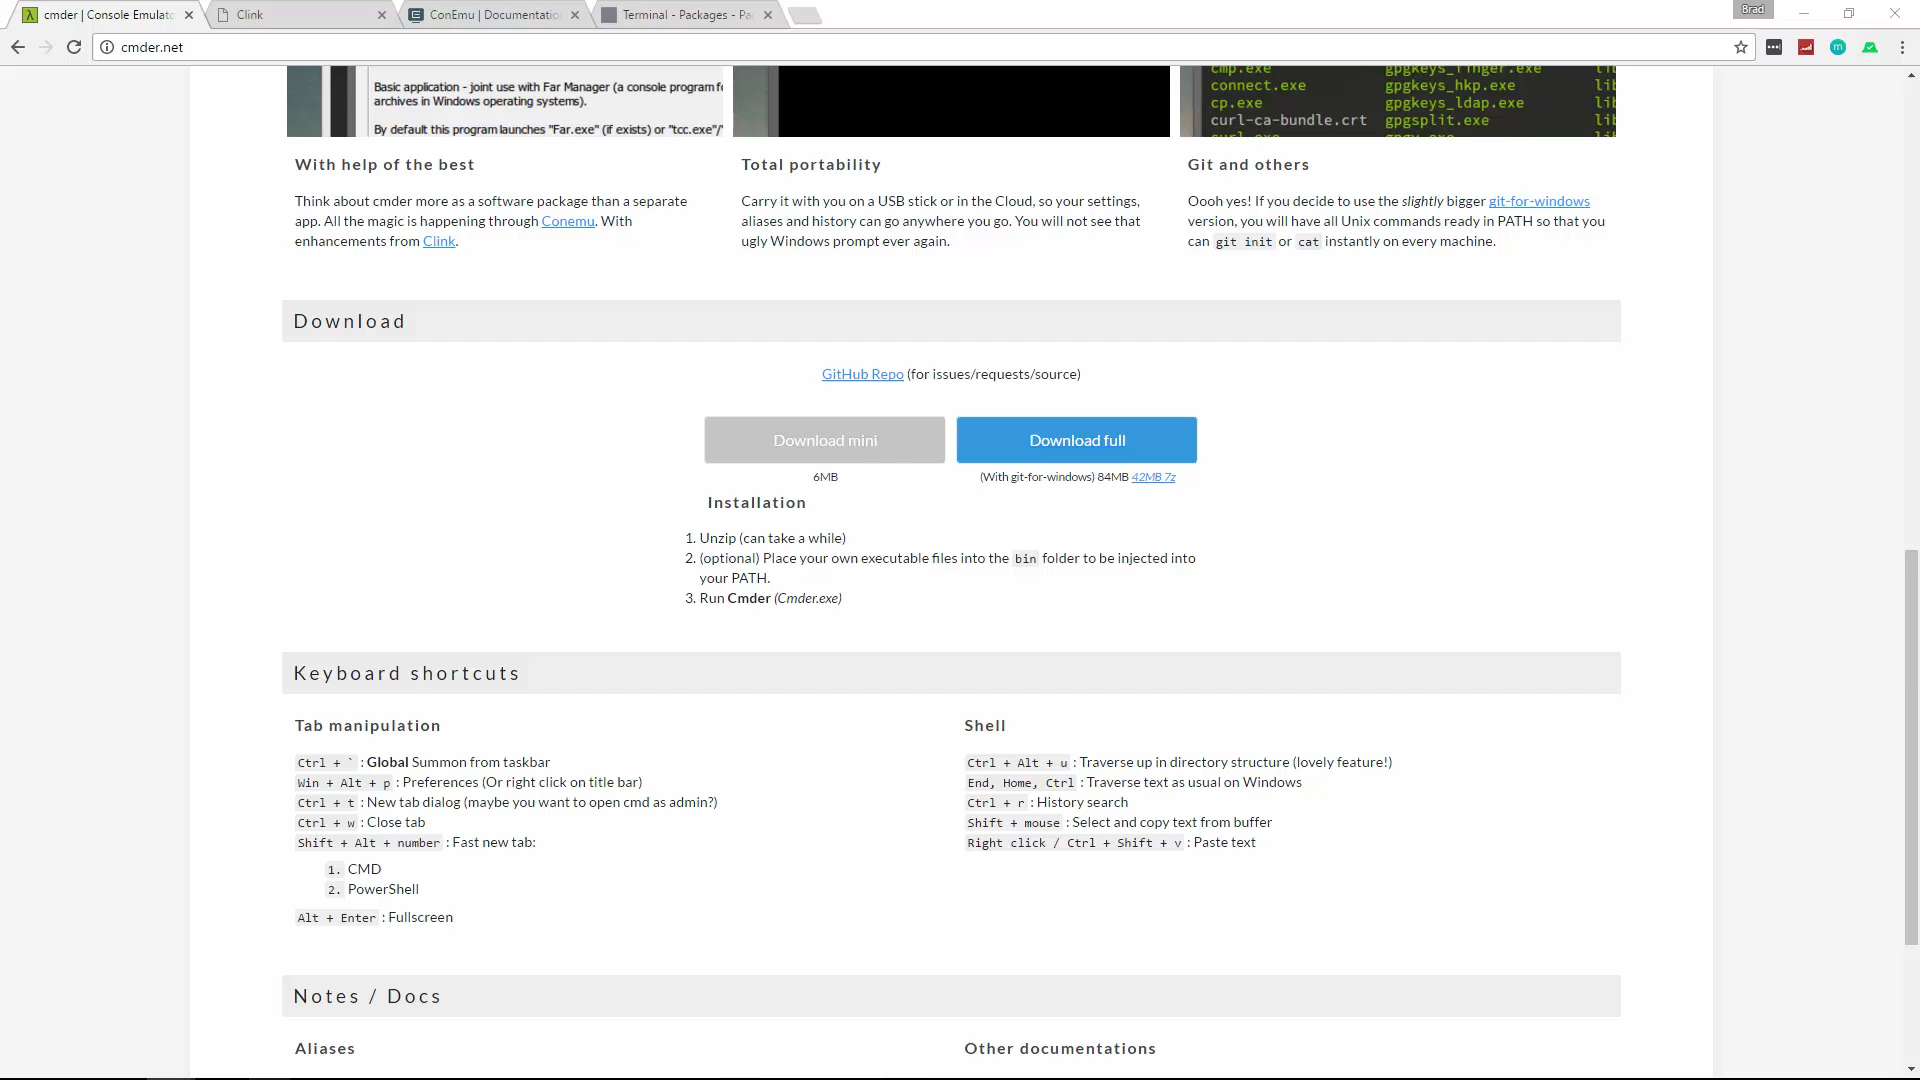 cmder | Console Emulato
Clink
ConEmu | Documentatio
Terminal - Packages - Pa
Brad
cmder.net
Basic application - joint use with Far Manager (a console program fo
archives in Windows operating systems).
By default this program launches "Far.exe" (if exists) or "tcc.exe"/"
cmp.exe gpgkeys_finger.exe lib
connect.exe gpgkeys_hkp.exe lib
cp.exe gpgkeys_ldap.exe lib
curl-ca-bundle.crt gpgsplit.exe lib
With help of the best
Think about cmder more as a software package than a separate
app. All the magic is happening through Conemu. With
enhancements from Clink.
Total portability
Carry it with you on a USB stick or in the Cloud, so your settings,
aliases and history can go anywhere you go. You will not see that
ugly Windows prompt ever again.
Git and others
Oooh yes! If you decide to use the slightly bigger git-for-windows
version, you will have all Unix commands ready in PATH so that you
can git init or cat instantly on every machine.
Download
GitHub Repo (for issues/requests/source)
Download mini
6MB
Download full
(With git-for-windows) 84MB 42MB 7z
Installation
1. Unzip (can take a while)
2. (optional) Place your own executable files into the bin folder to be injected into
your PATH.
3. Run Cmder (Cmder.exe)
Keyboard shortcuts
Tab manipulation
Ctrl + ` : Global Summon from taskbar
Win + Alt + p : Preferences (Or right click on title bar)
Ctrl + t : New tab dialog (maybe you want to open cmd as admin?)
Ctrl + w : Close tab
Shift + Alt + number : Fast new tab:
1. CMD
2. PowerShell
Alt + Enter : Fullscreen
Shell
Ctrl + Alt + u : Traverse up in directory structure (lovely feature!)
End, Home, Ctrl : Traverse text as usual on Windows
Ctrl + r : History search
Shift + mouse : Select and copy text from buffer
Right click / Ctrl + Shift + v : Paste text
Notes / Docs
Aliases
Other documentations